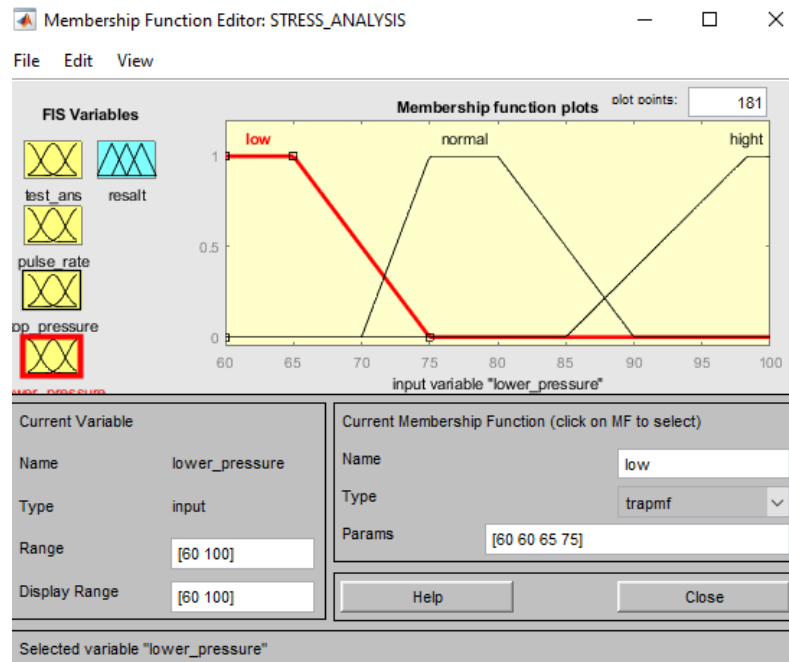 Membership Function Editor: STRESS_ANALYSIS
File Edit View
FIS Variables
Membership function plots
plot points:
181
test_ans
resalt
pulse_rate
pp_pressure
low
normal
hight
1
0.5
0
60 65 70 75 80 85 90 95 100
input variable "lower_pressure"
Current Variable
Name lower_pressure
Type input
Range [60 100]
Display Range [60 100]
Current Membership Function (click on MF to select)
Name low
Type trapmf
Params [60 60 65 75]
Help
Close
Selected variable "lower_pressure"